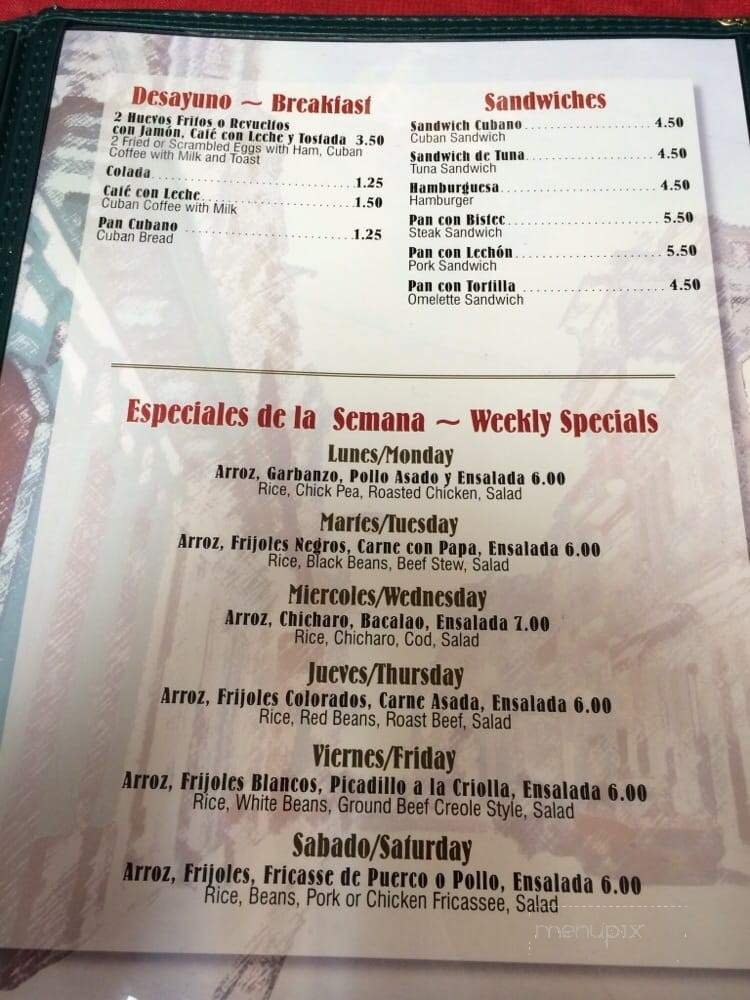 Desayuno ~ Breakfast
2 Huevos Fritos o Revueltos
con Jamón, Café con Leche y Tostada 3.50
2 Fried or Scrambled Eggs with Ham, Cuban
Coffee with Milk and Toast
Colada 1.25
Café con Leche 1.50
Cuban Coffee with Milk
Pan Cubano 1.25
Cuban Bread
Sandwiches
Sandwich Cubano 4.50
Cuban Sandwich
Sandwich de Tuna 4.50
Tuna Sandwich
Hamburguesa 4.50
Hamburger
Pan con Bistec 5.50
Steak Sandwich
Pan con Lechón 5.50
Pork Sandwich
Pan con Tortilla 4.50
Omelette Sandwich
Especiales de la Semana ~ Weekly Specials
Lunes/Monday
Arroz, Garbanzo, Pollo Asado y Ensalada 6.00
Rice, Chick Pea, Roasted Chicken, Salad
Martes/Tuesday
Arroz, Frijoles Negros, Carne con Papa, Ensalada 6.00
Rice, Black Beans, Beef Stew, Salad
Miercoles/Wednesday
Arroz, Chicharo, Bacalao, Ensalada 7.00
Rice, Chicharo, Cod, Salad
Jueves/Thursday
Arroz, Frijoles Colorados, Carne Asada, Ensalada 6.00
Rice, Red Beans, Roast Beef, Salad
Viernes/Friday
Arroz, Frijoles Blancos, Picadillo a la Criolla, Ensalada 6.00
Rice, White Beans, Ground Beef Creole Style, Salad
Sabado/Saturday
Arroz, Frijoles, Fricasse de Puerco o Pollo, Ensalada 6.00
Rice, Beans, Pork or Chicken Fricassee, Salad
menupix